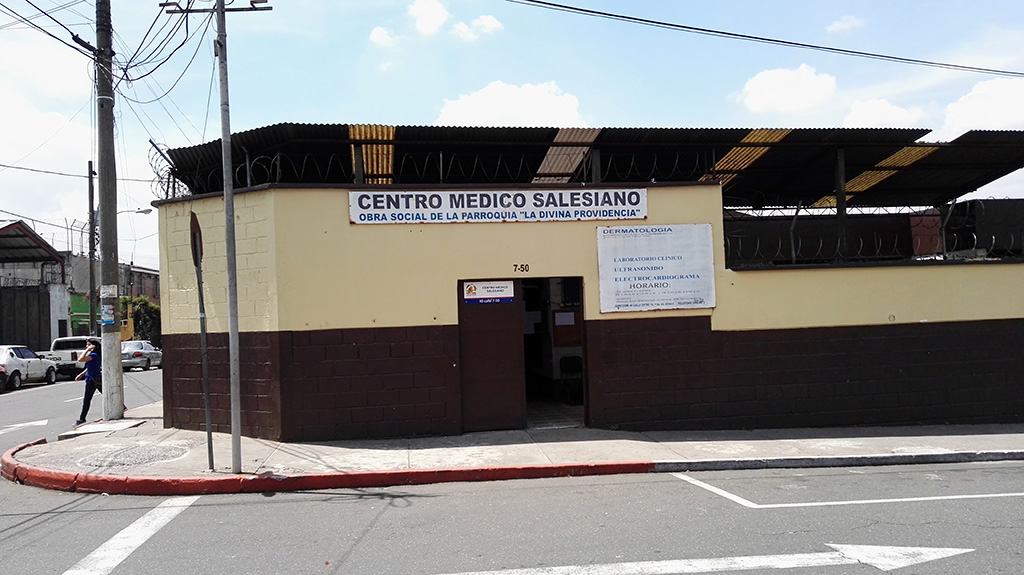 CENTRO MEDICO SALESIANO
OBRA SOCIAL DE LA PARROQUIA "LA DIVINA PROVIDENCIA"
DERMATOLOGIA
LABORATORIO CLINICO
ULTRASONIDO
ELECTROCARDIOGRAMA
HORARIO:
7-50
CENTRO MEDICO
SALESIANO